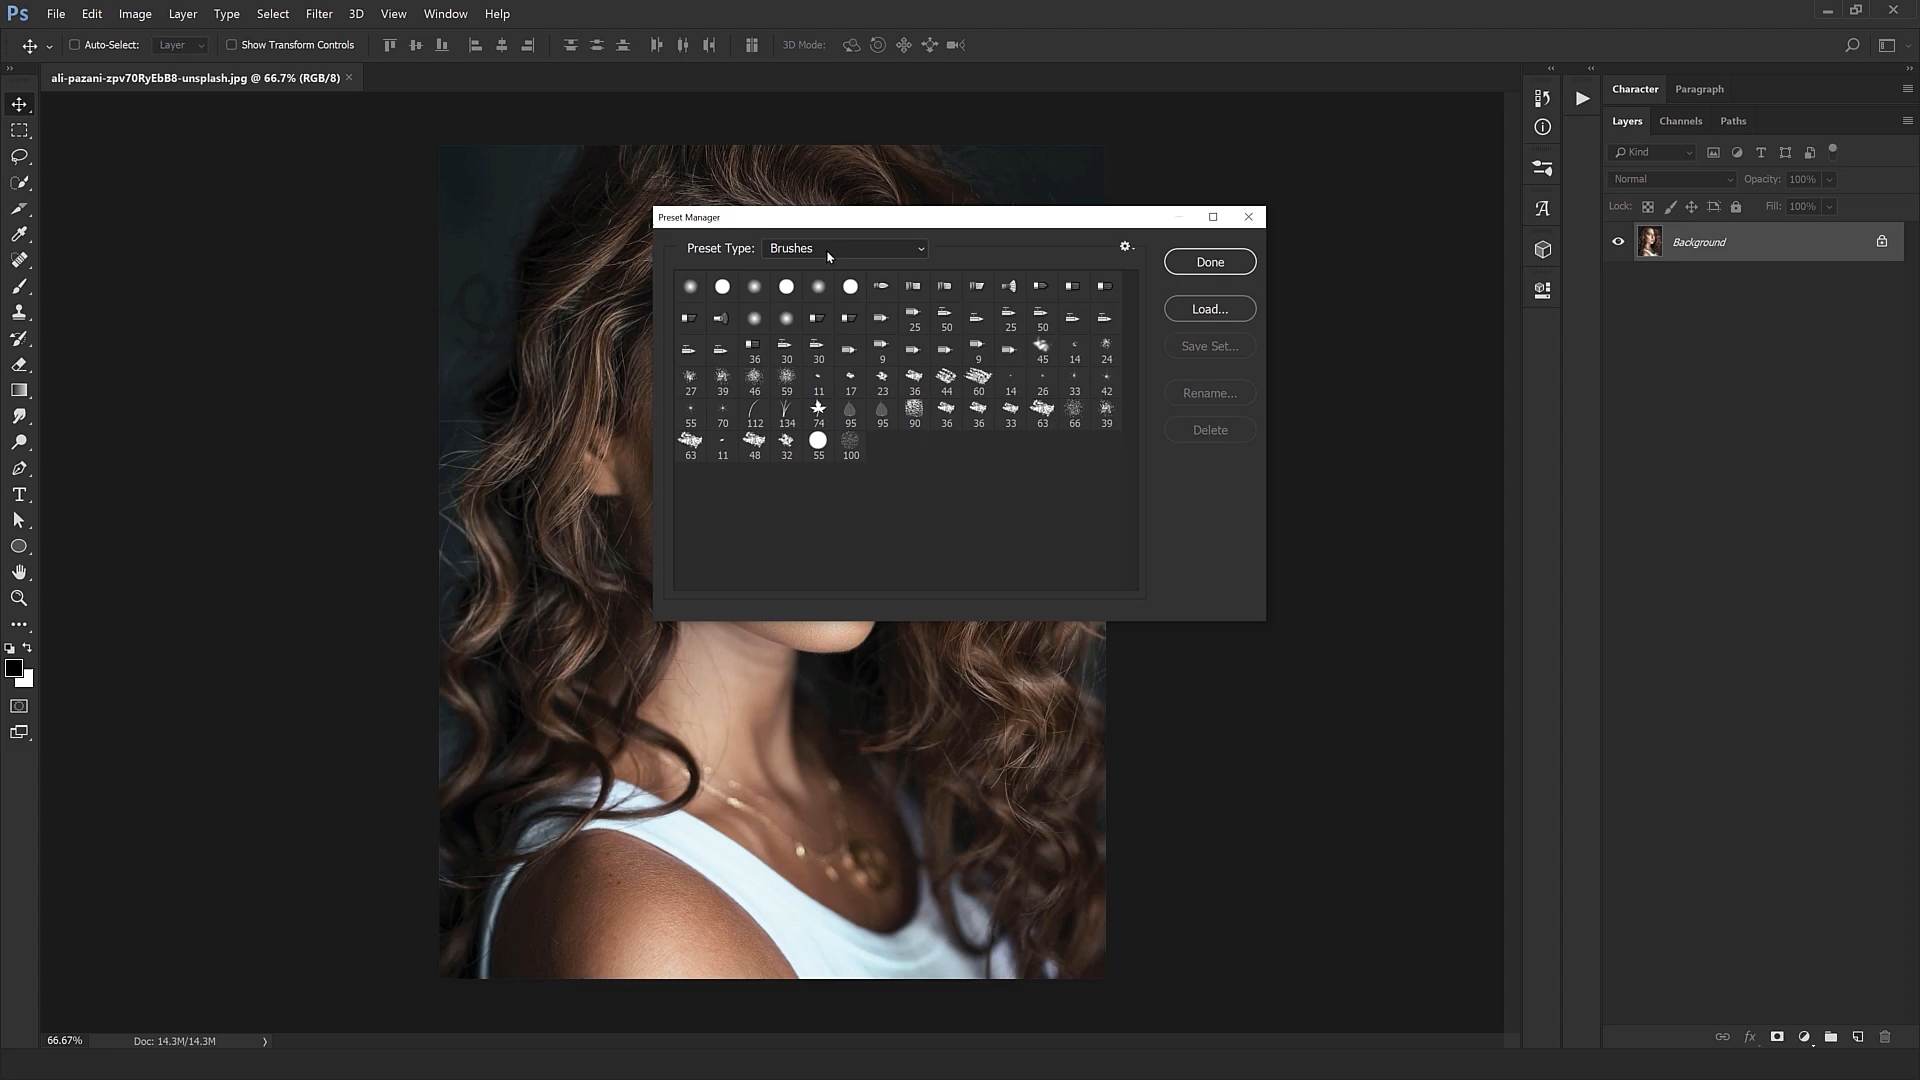 Ps File Edit Image Layer Type Select Filter 3D View Window Help
Auto-Select: Layer Show Transform Controls 3D Mode:
ali-pazani-zpv70RyEbB8-unsplash.jpg @ 66.7% (RGB/8) ×
Character Paragraph
Layers Channels Paths
Kind
Normal Opacity: 100%
Lock: Fill: 100%
Background
Preset Manager
Preset Type: Brushes
Done
Load...
Save Set...
Rename...
Delete
25 50 25 50
36 30 30 9 9 45 14 24
27 39 46 59 11 17 23 36 44 60 14 26 33 42
55 70 112 134 74 95 95 90 36 36 33 63 66 39
63 11 48 32 55 100
66.67% Doc: 14.3M/14.3M